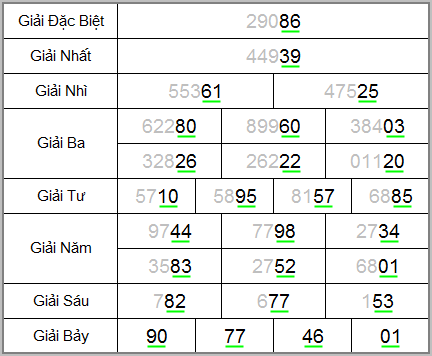 Giải Đặc Biệt 29086
Giải Nhất 44939
Giải Nhì 55361 47525
Giải Ba 62280 89960 38403
32826 26222 01120
Giải Tư 5710 5895 8157 6885
Giải Năm 9744 7798 2734
3583 2752 6801
Giải Sáu 782 677 153
Giải Bảy 90 77 46 01